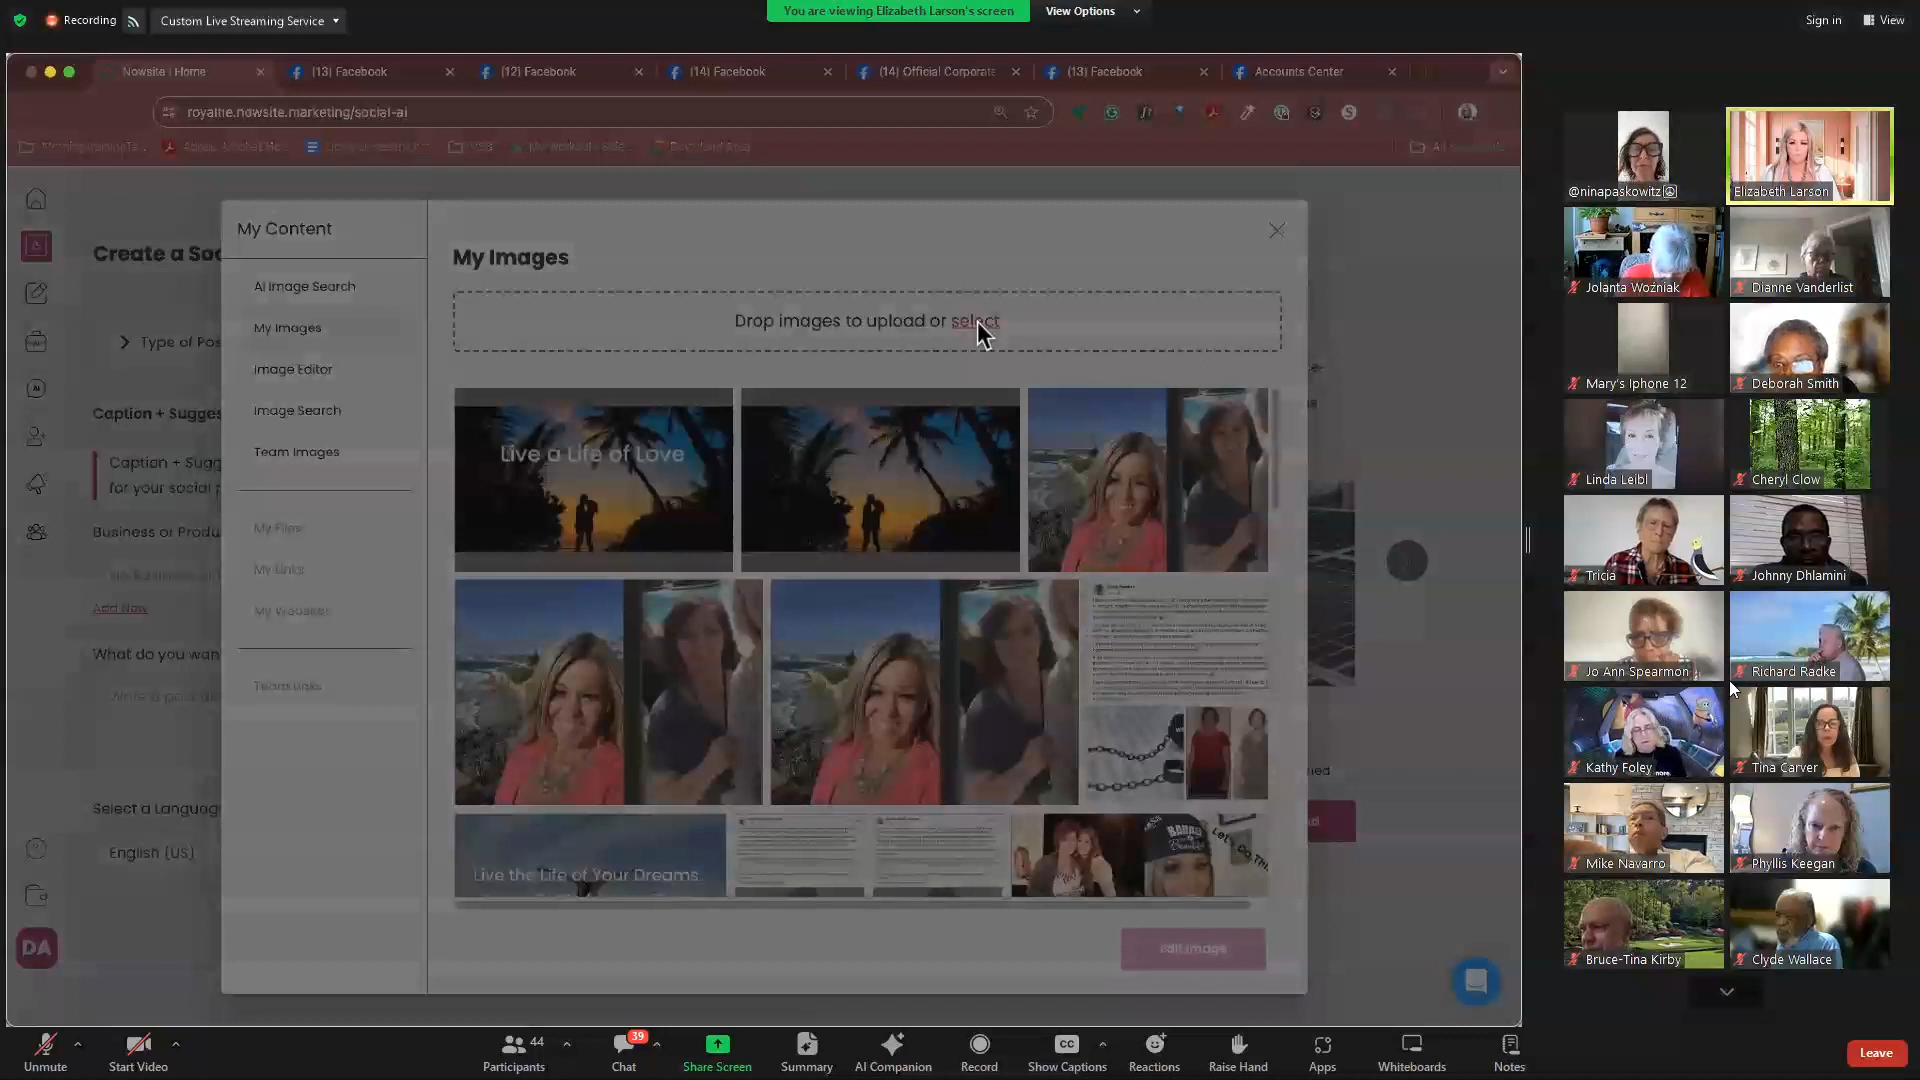 Recording
Custom Live Streaming Service
You are viewing Elizabeth Larson's screen
View Options
Sign in
View
Nowsite | Home
(13) Facebook
(12) Facebook
(14) Facebook
(14) Official Corporate
(13) Facebook
Accounts Center
royalhe.nowsite.marketing/social-ai
Create a Soc
Type of Pos
Caption + Sugges
Caption + Sugg
for your social p
Business or Produ
Add New
What do you wan
Select a Languag
English (US)
DA
My Content
AI Image Search
My Images
Image Editor
Image Search
Team Images
My Files
My Links
My Websites
Team Links
My Images
Drop images to upload or select
Live a Life of Love
Live the Life of Your Dreams.
Edit Image
@ninapaskowitz
Elizabeth Larson
Jolanta Woźniak
Dianne Vanderlist
Mary's Iphone 12
Deborah Smith
Linda Leibl
Cheryl Clow
Tricia
Johnny Dhlamini
Jo Ann Spearmon
Richard Radke
Kathy Foley
Tina Carver
Mike Navarro
Phyllis Keegan
Bruce-Tina Kirby
Clyde Wallace
Unmute
Start Video
Participants
44
Chat
39
Share Screen
Summary
AI Companion
Record
CC
Show Captions
Reactions
Raise Hand
Apps
Whiteboards
Notes
Leave